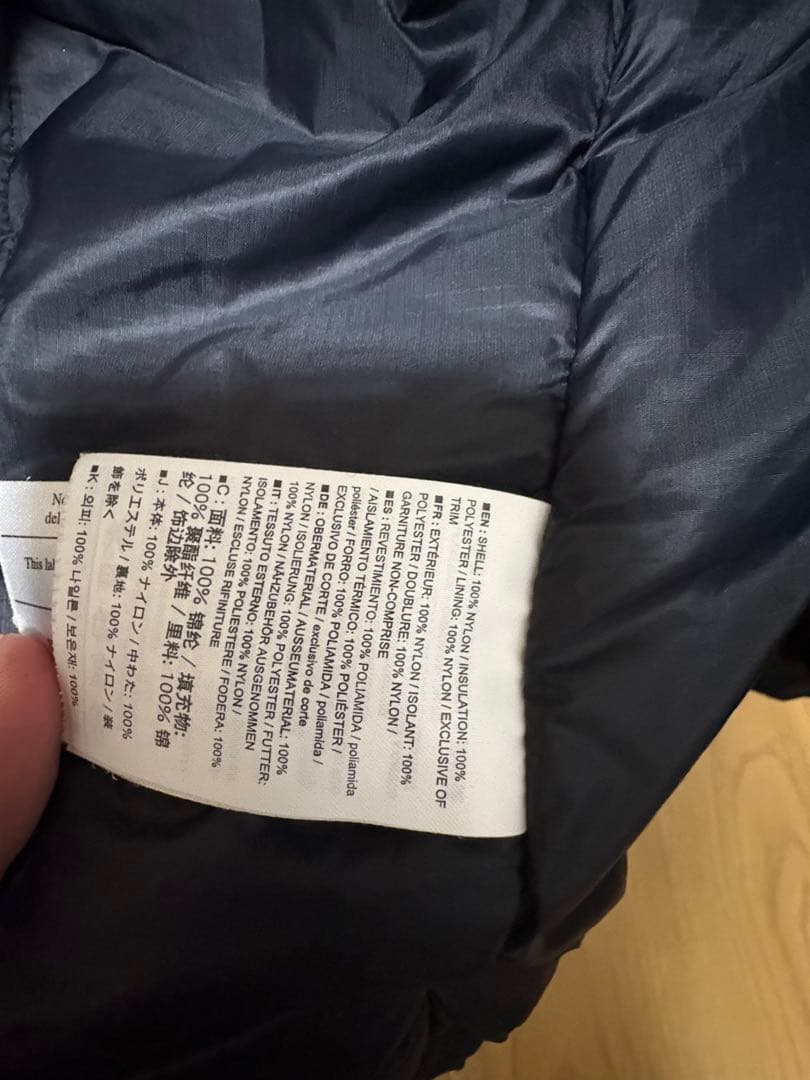 ■EN : SHELL: 100% NYLON / INSULATION: 100%
POLYESTER / LINING: 100% NYLON / EXCLUSIVE OF
TRIM
■FR : EXTÉRIEUR: 100% NYLON / ISOLANT: 100%
POLYESTER / DOUBLURE: 100% NYLON /
GARNITURE NON-COMPRISE
■ES : REVESTIMIENTO: 100% POLIAMIDA / poliamida
/ AISLAMIENTO TÉRMICO: 100% POLIÉSTER /
poliéster / FORRO: 100% POLIAMIDA / poliamida /
EXCLUSIVO DE CORTE / exclusivo de corte
■DE : OBERMATERIAL / AUSSEUMATERIAL: 100%
NYLON / ISOLIERUNG: 100% POLYESTER / FUTTER:
100% NYLON / NÄHZUBEHÖR AUSGENOMMEN
■IT : TESSUTO ESTERNO: 100% NYLON /
ISOLAMENTO: 100% POLIESTERE / FODERA: 100%
NYLON / ESCLUSE RIFINITURE
■C : 面料: 100% 锦纶 / 填充物:
100% 聚酯纤维 / 里料: 100% 锦
纶 / 饰边除外
■J : 本体: 100% ナイロン / 中わた: 100%
ポリエステル / 裏地: 100% ナイロン / 装
飾を除く
■K : 외피: 100% 나일론 / 보온재: 100%
del
This